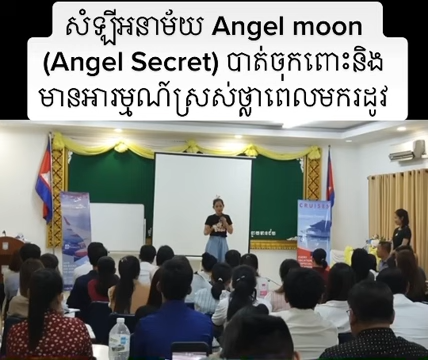 សំឡីអនាម័យ Angel moon
(Angel Secret) បាត់ចុកពោះនិង
មានអារម្មណ៍ស្រស់ថ្លាពេលមករដូវ
CRUISES